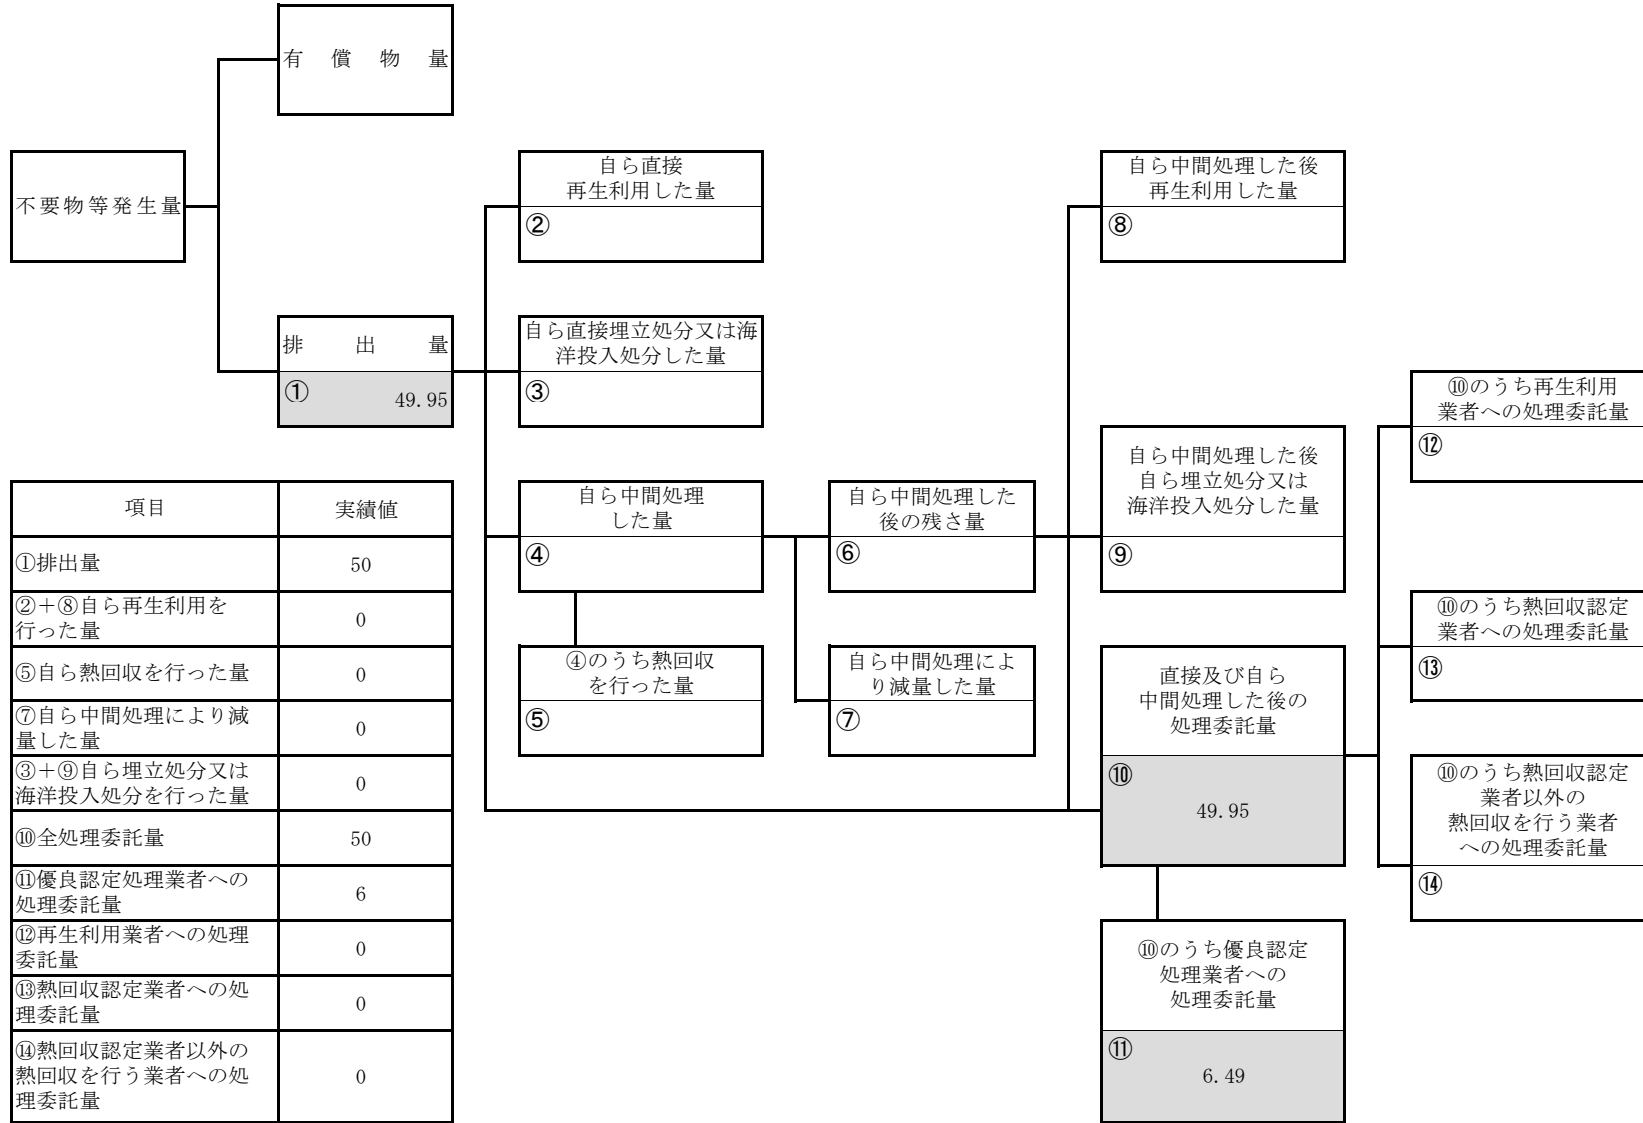 有償物量
不要物等発生量
自ら直接
再生利用した量
②
自ら中間処理した後
再生利用した量
⑧
排出量
① 49.95
自ら直接埋立処分又は海
洋投入処分した量
③
⑩のうち再生利用
業者への処理委託量
⑫
自ら中間処理した後
自ら埋立処分又は
海洋投入処分した量
⑨
自ら中間処理
した量
④
自ら中間処理した
後の残さ量
⑥
⑩のうち熱回収認定
業者への処理委託量
⑬
④のうち熱回収
を行った量
⑤
自ら中間処理によ
り減量した量
⑦
直接及び自ら
中間処理した後の
処理委託量
⑩
49.95
⑩のうち熱回収認定
業者以外の
熱回収を行う業者
への処理委託量
⑭
⑩のうち優良認定
処理業者への
処理委託量
⑪
6.49
項目 実績値
①排出量 50
②＋⑧自ら再生利用を
行った量 0
⑤自ら熱回収を行った量 0
⑦自ら中間処理により減
量した量 0
③＋⑨自ら埋立処分又は
海洋投入処分を行った量 0
⑩全処理委託量 50
⑪優良認定処理業者への
処理委託量 6
⑫再生利用業者への処理
委託量 0
⑬熱回収認定業者への処
理委託量 0
⑭熱回収認定業者以外の
熱回収を行う業者への処
理委託量 0